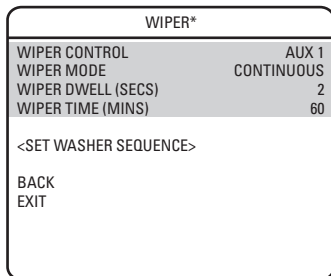 WIPER*
WIPER CONTROL AUX 1
WIPER MODE CONTINUOUS
WIPER DWELL (SECS) 2
WIPER TIME (MINS) 60
<SET WASHER SEQUENCE>
BACK
EXIT